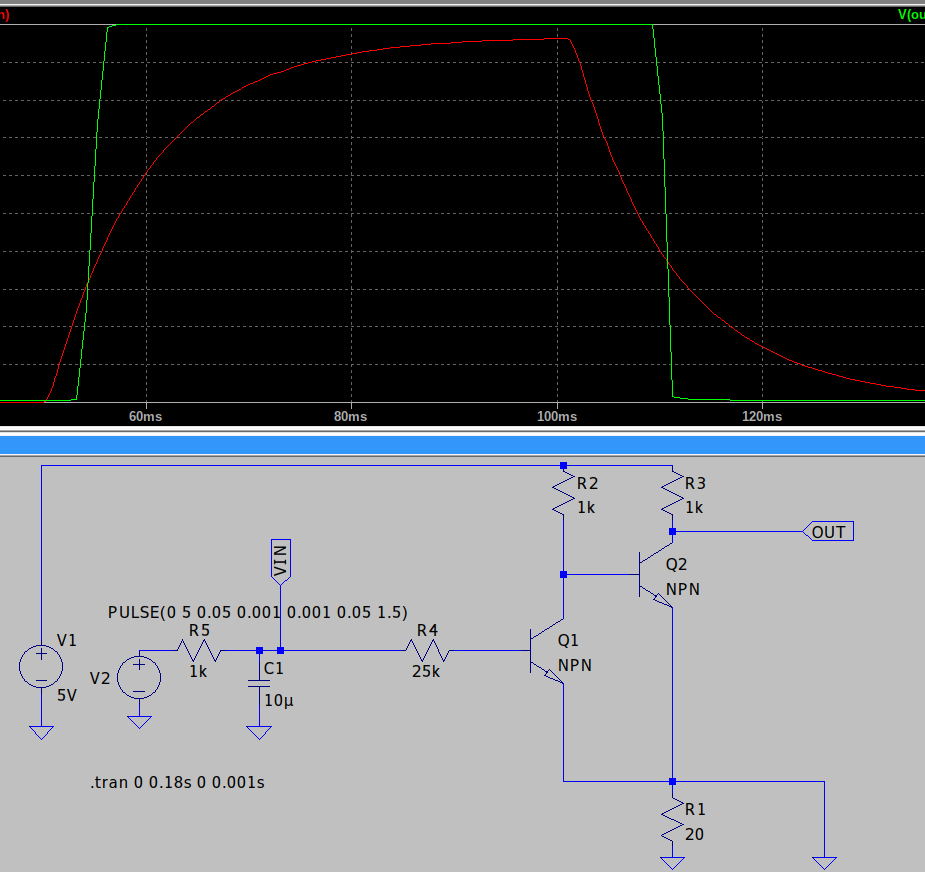 n)
V(ou
60ms
80ms
100ms
120ms
R2
1k
R3
1k
OUT
VIN
Q2
NPN
PULSE(0 5 0.05 0.001 0.001 0.05 1.5)
V1
5V
V2
R5
1k
C1
10µ
R4
25k
Q1
NPN
.tran 0 0.18s 0 0.001s
R1
20